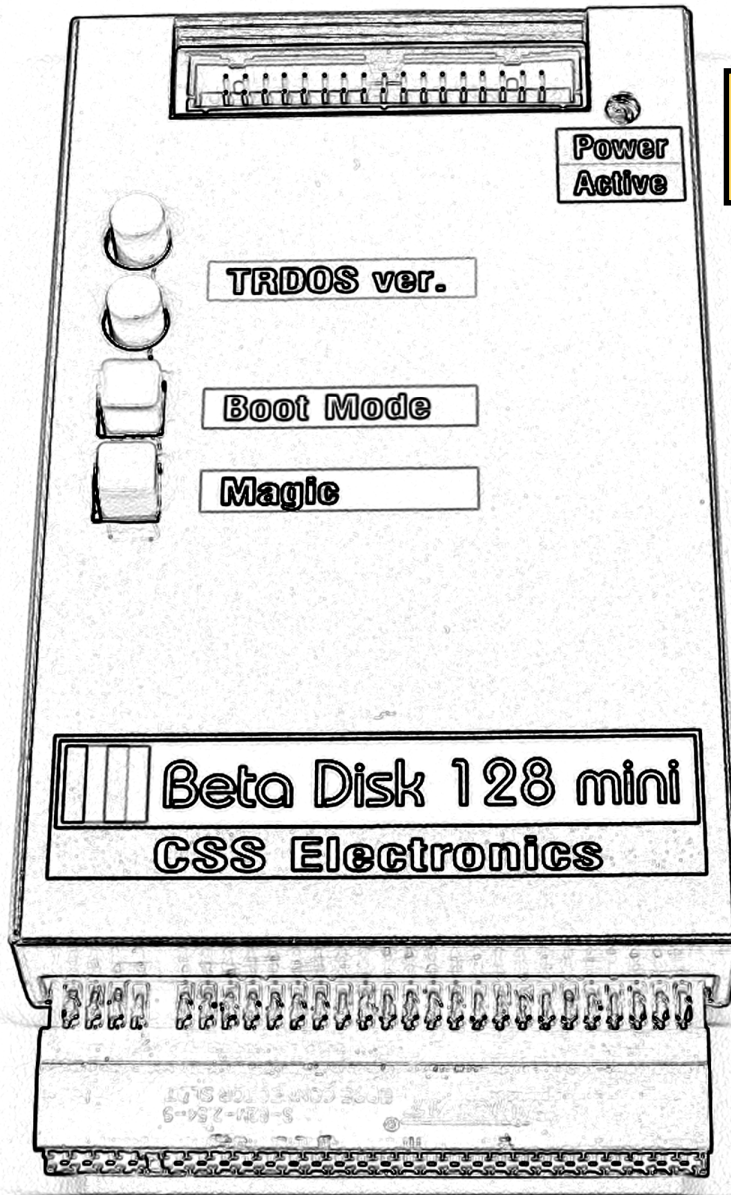 Power
Active
TRDOS ver.
Boot Mode
Magic
Beta Disk 128 mini
CSS Electronics